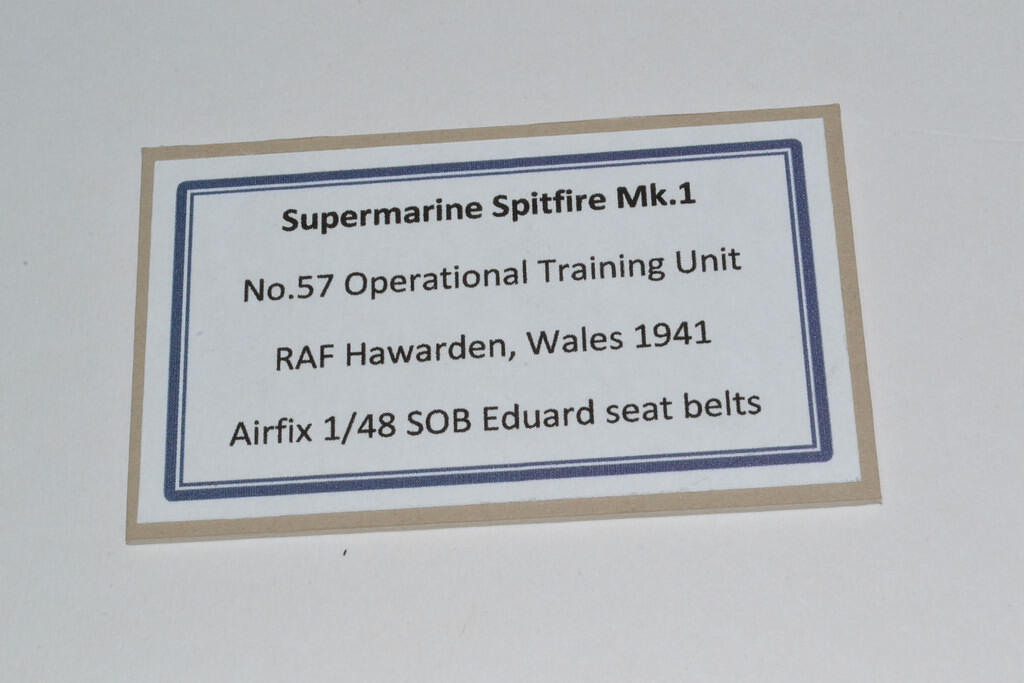 Supermarine Spitfire Mk.1
No.57 Operational Training Unit
RAF Hawarden, Wales 1941
Airfix 1/48 SOB Eduard seat belts